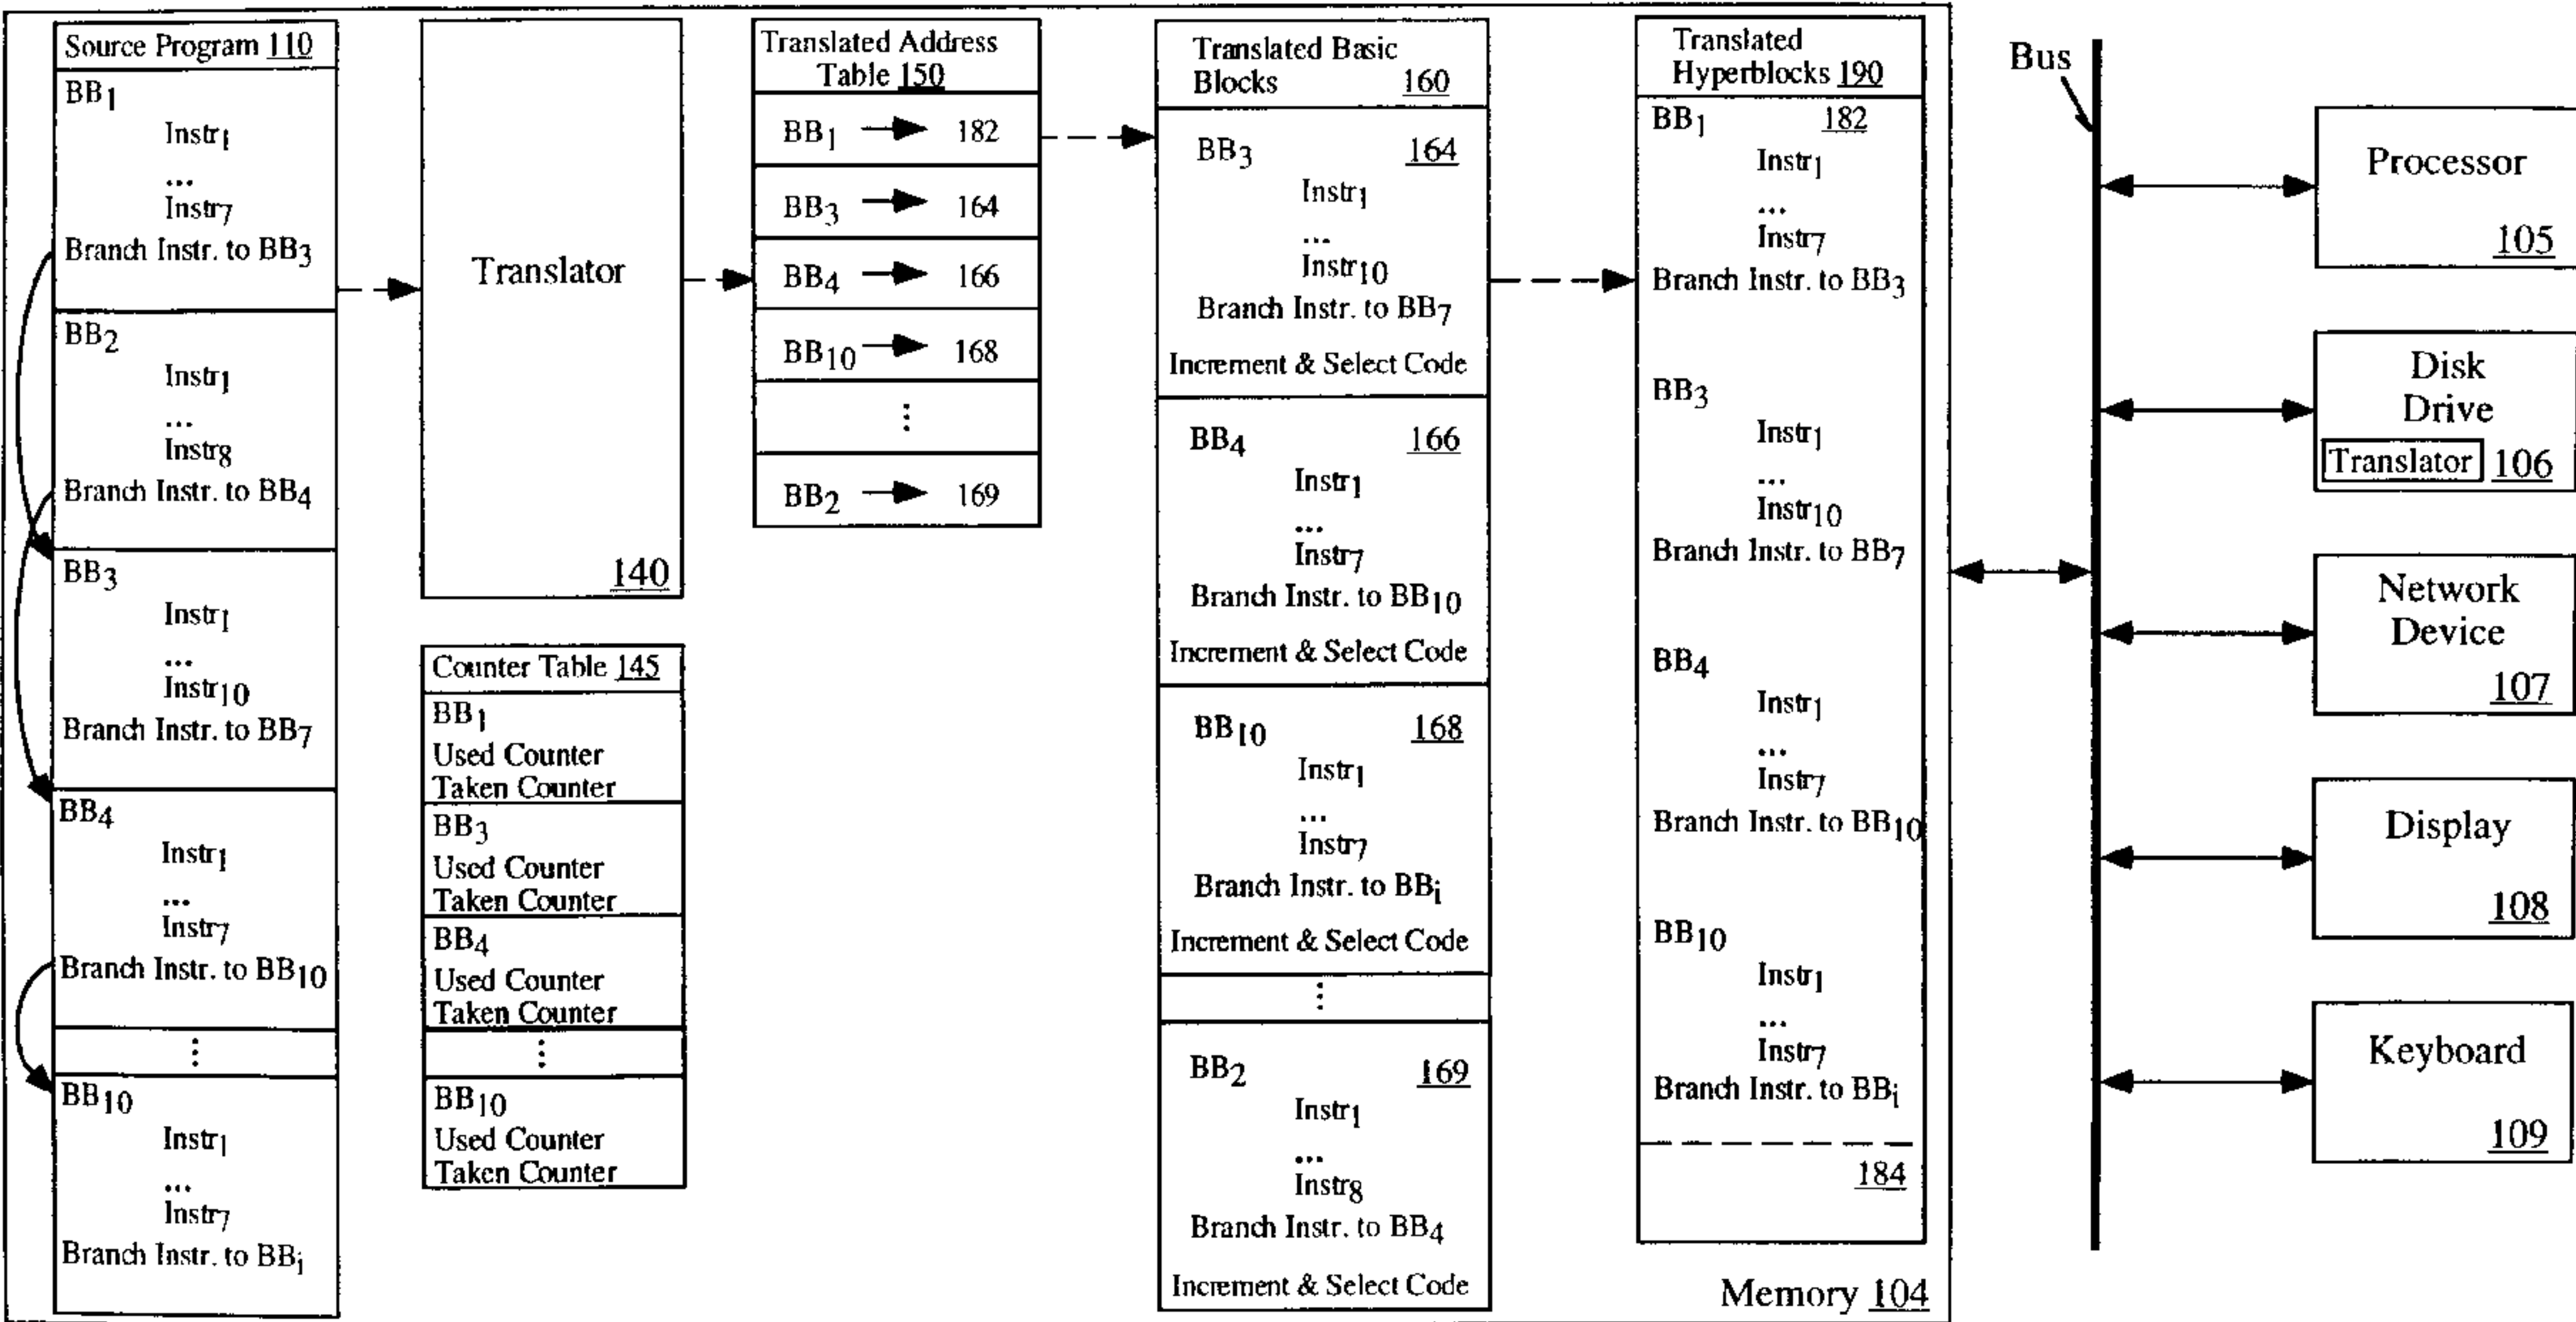 Source Program 110
BB1
Instr1
...
Instr7
Branch Instr. to BB3
BB2
Instr1
...
Instr8
Branch Instr. to BB4
BB3
Instr1
...
Instr10
Branch Instr. to BB7
BB4
Instr1
...
Instr7
Branch Instr. to BB10
⋮
BB10
Instr1
...
Instr7
Branch Instr. to BBi
Translator
140
Counter Table 145
BB1
Used Counter
Taken Counter
BB3
Used Counter
Taken Counter
BB4
Used Counter
Taken Counter
⋮
BB10
Used Counter
Taken Counter
Translated Address
Table 150
BB1 → 182
BB3 → 164
BB4 → 166
BB10 → 168
⋮
BB2 → 169
Translated Basic
Blocks 160
BB3 164
Instr1
...
Instr10
Branch Instr. to BB7
Increment & Select Code
BB4 166
Instr1
...
Instr7
Branch Instr. to BB10
Increment & Select Code
BB10 168
Instr1
...
Instr7
Branch Instr. to BBi
Increment & Select Code
⋮
BB2 169
Instr1
...
Instr8
Branch Instr. to BB4
Increment & Select Code
Translated
Hyperblocks 190
BB1 182
Instr1
...
Instr7
Branch Instr. to BB3
BB3
Instr1
...
Instr10
Branch Instr. to BB7
BB4
Instr1
...
Instr7
Branch Instr. to BB10
BB10
Instr1
...
Instr7
Branch Instr. to BBi
184
Memory 104
Bus
Processor
105
Disk
Drive
Translator 106
Network
Device
107
Display
108
Keyboard
109